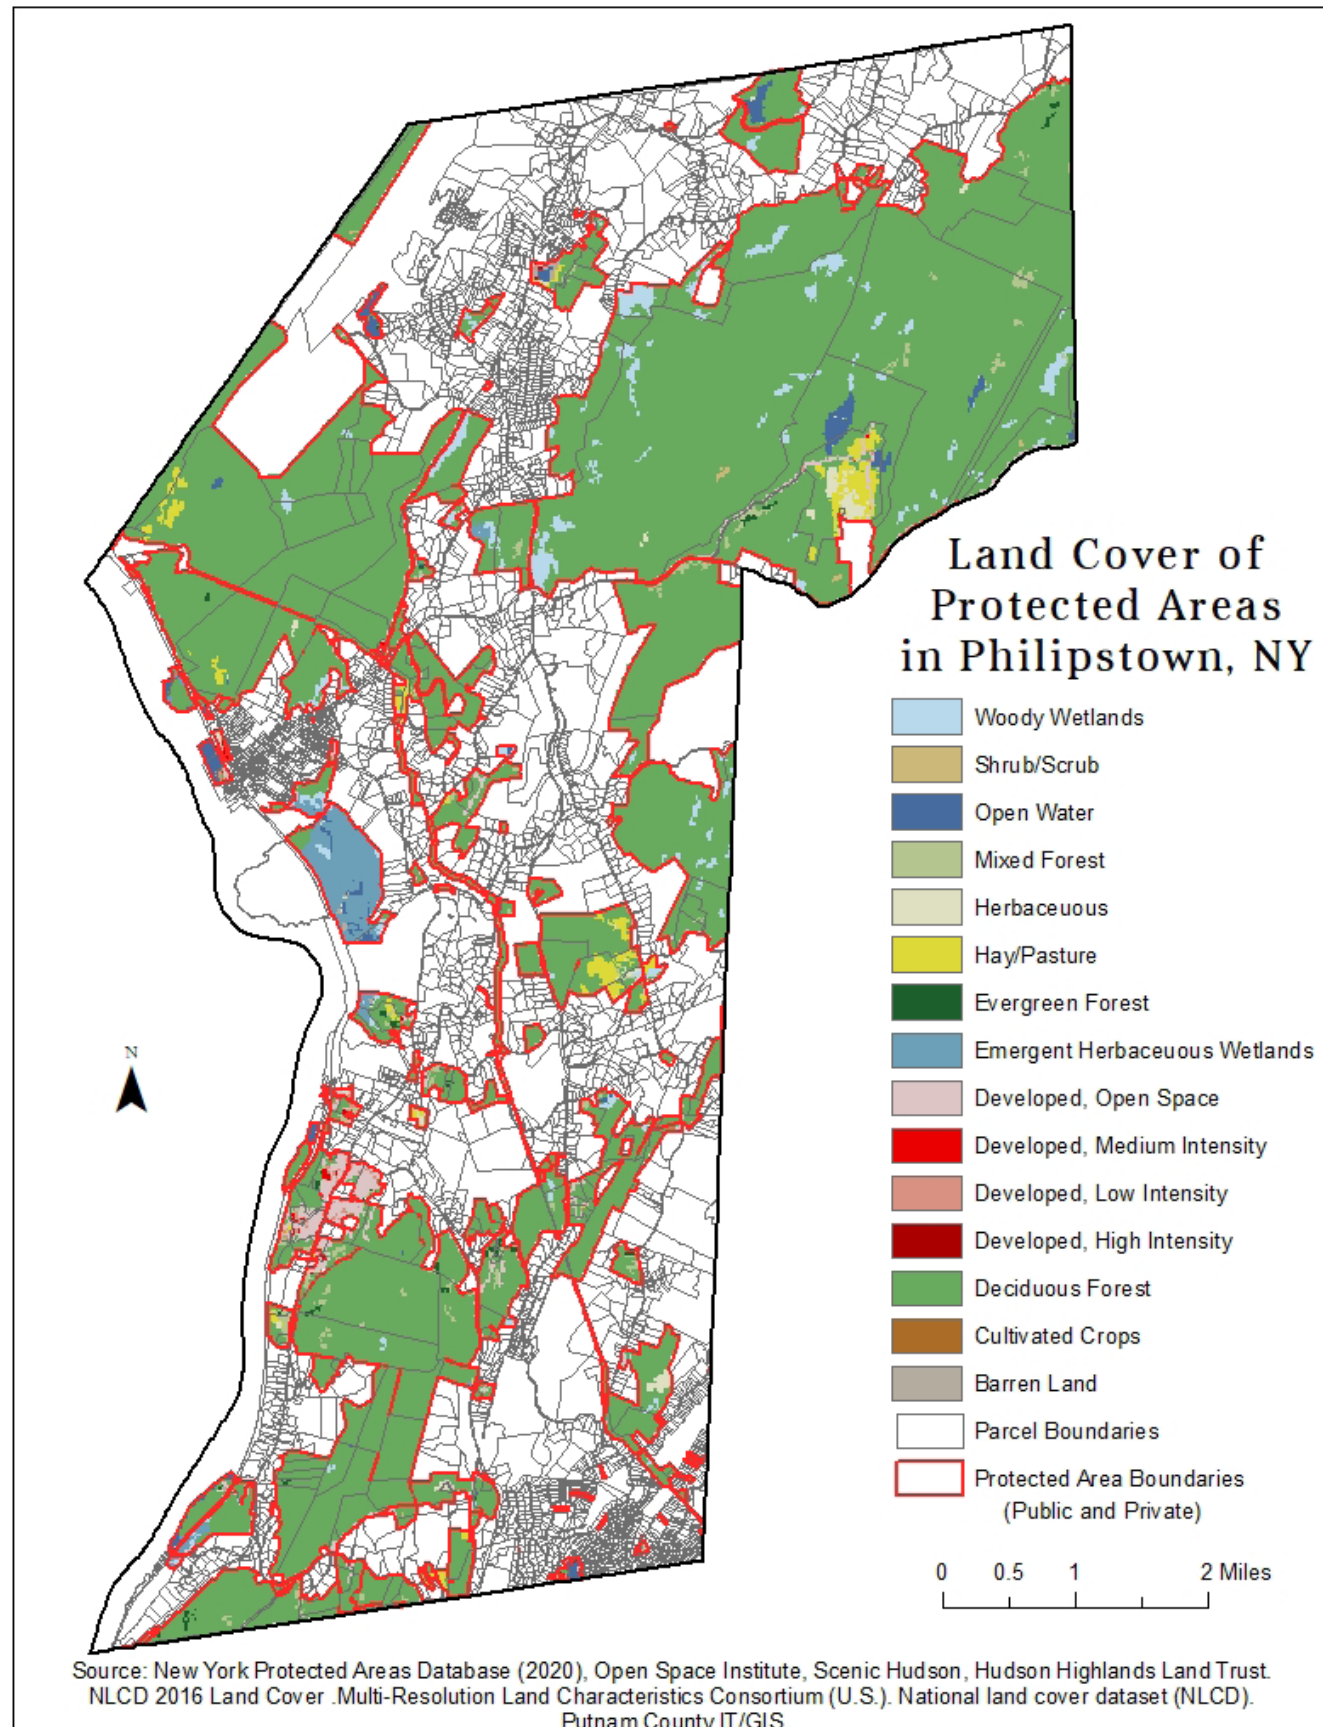 Land Cover of
Protected Areas
in Philipstown, NY
Woody Wetlands
Shrub/Scrub
Open Water
Mixed Forest
Herbaceuous
Hay/Pasture
Evergreen Forest
Emergent Herbaceuous Wetlands
Developed, Open Space
Developed, Medium Intensity
Developed, Low Intensity
Developed, High Intensity
Deciduous Forest
Cultivated Crops
Barren Land
Parcel Boundaries
Protected Area Boundaries
(Public and Private)
N
0 0.5 1 2 Miles
Source: New York Protected Areas Database (2020), Open Space Institute, Scenic Hudson, Hudson Highlands Land Trust.
NLCD 2016 Land Cover .Multi-Resolution Land Characteristics Consortium (U.S.). National land cover dataset (NLCD).
Putnam County IT/GIS